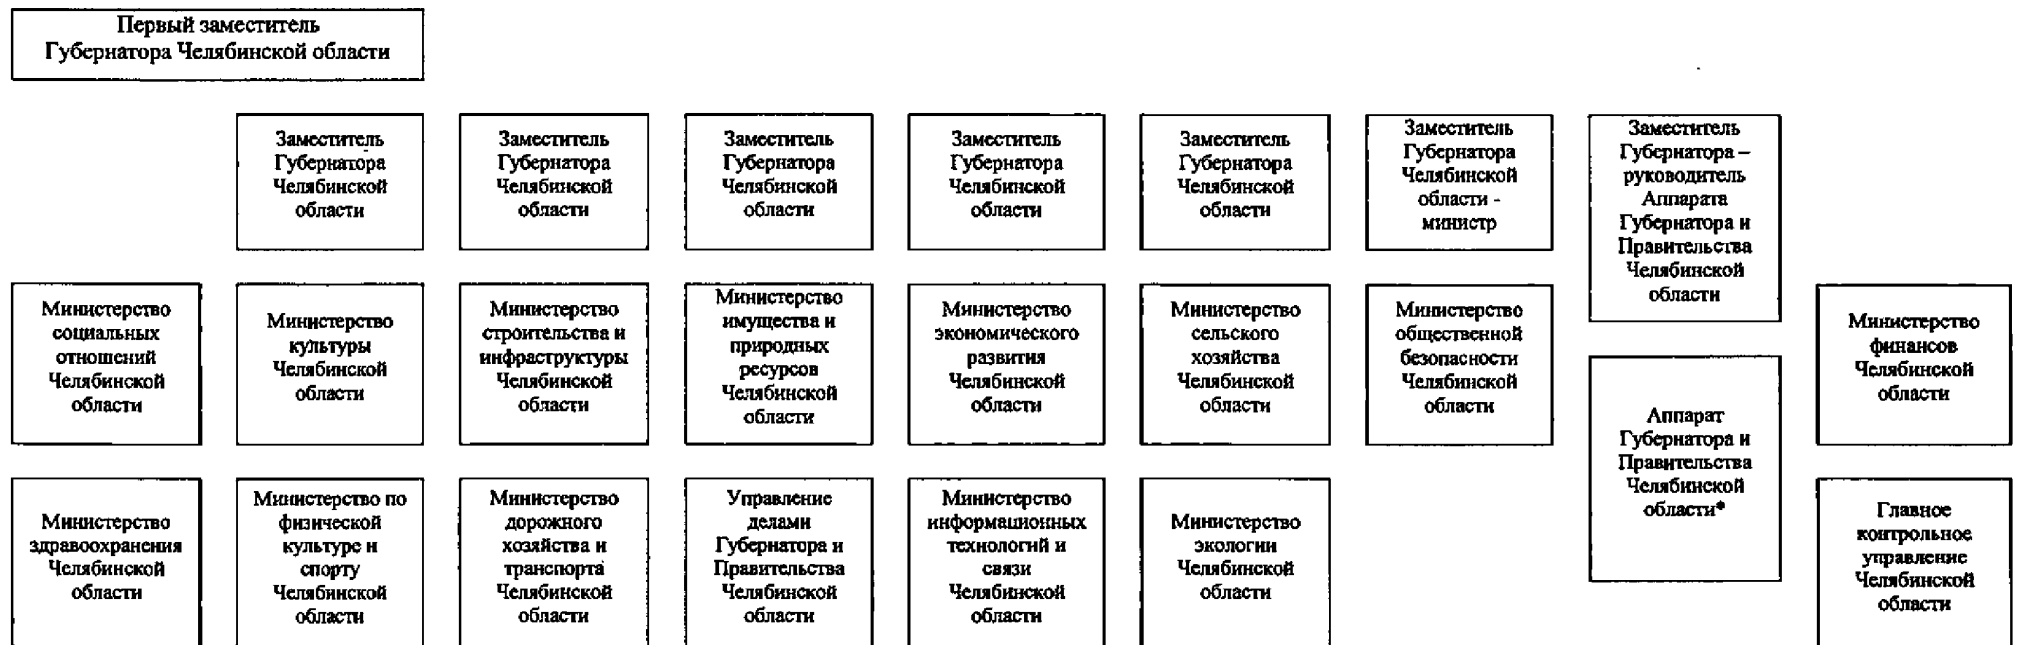 Первый заместитель
Губернатора Челябинской области
Заместитель
Губернатора
Челябинской
области
Заместитель
Губернатора
Челябинской
области
Заместитель
Губернатора
Челябинской
области
Заместитель
Губернатора
Челябинской
области
Заместитель
Губернатора
Челябинской
области
Заместитель
Губернатора
Челябинской
области -
министр
Заместитель
Губернатора –
руководитель
Аппарата
Губернатора и
Правительства
Челябинской
области
Министерство
социальных
отношений
Челябинской
области
Министерство
культуры
Челябинской
области
Министерство
строительства и
инфраструктуры
Челябинской
области
Министерство
имущества и
природных
ресурсов
Челябинской
области
Министерство
экономического
развития
Челябинской
области
Министерство
сельского
хозяйства
Челябинской
области
Министерство
общественной
безопасности
Челябинской
области
Аппарат
Губернатора и
Правительства
Челябинской
области*
Министерство
финансов
Челябинской
области
Министерство
здравоохранения
Челябинской
области
Министерство по
физической
культуре и
спорту
Челябинской
области
Министерство
дорожного
хозяйства и
транспорта
Челябинской
области
Управление
делами
Губернатора и
Правительства
Челябинской
области
Министерство
информационных
технологий и
связи
Челябинской
области
Министерство
экологии
Челябинской
области
Главное
контрольное
управление
Челябинской
области